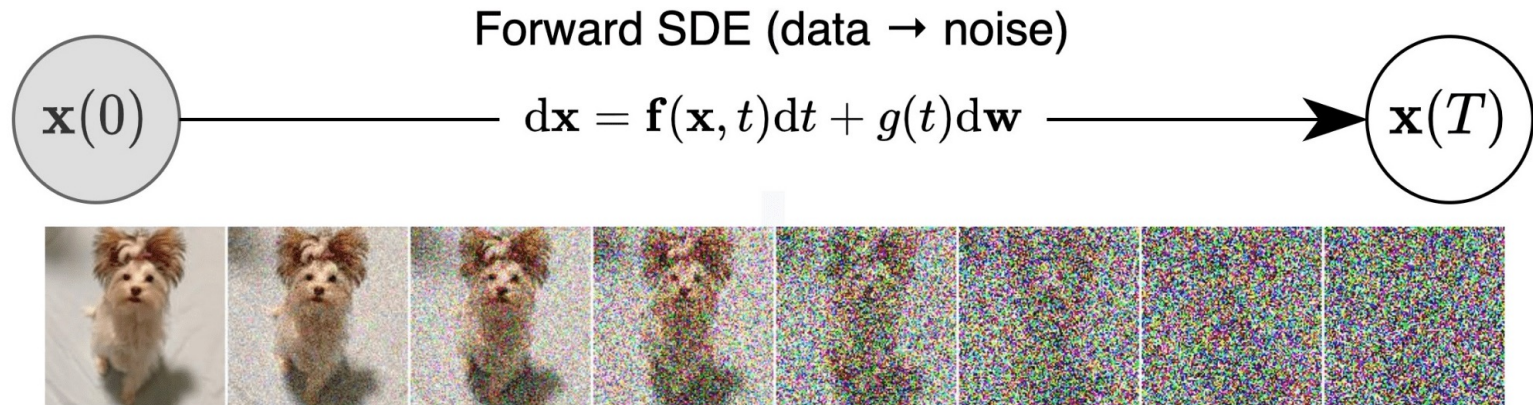 Forward SDE (data → noise)
x(0) dx = f(x, t)dt + g(t)dw x(T)